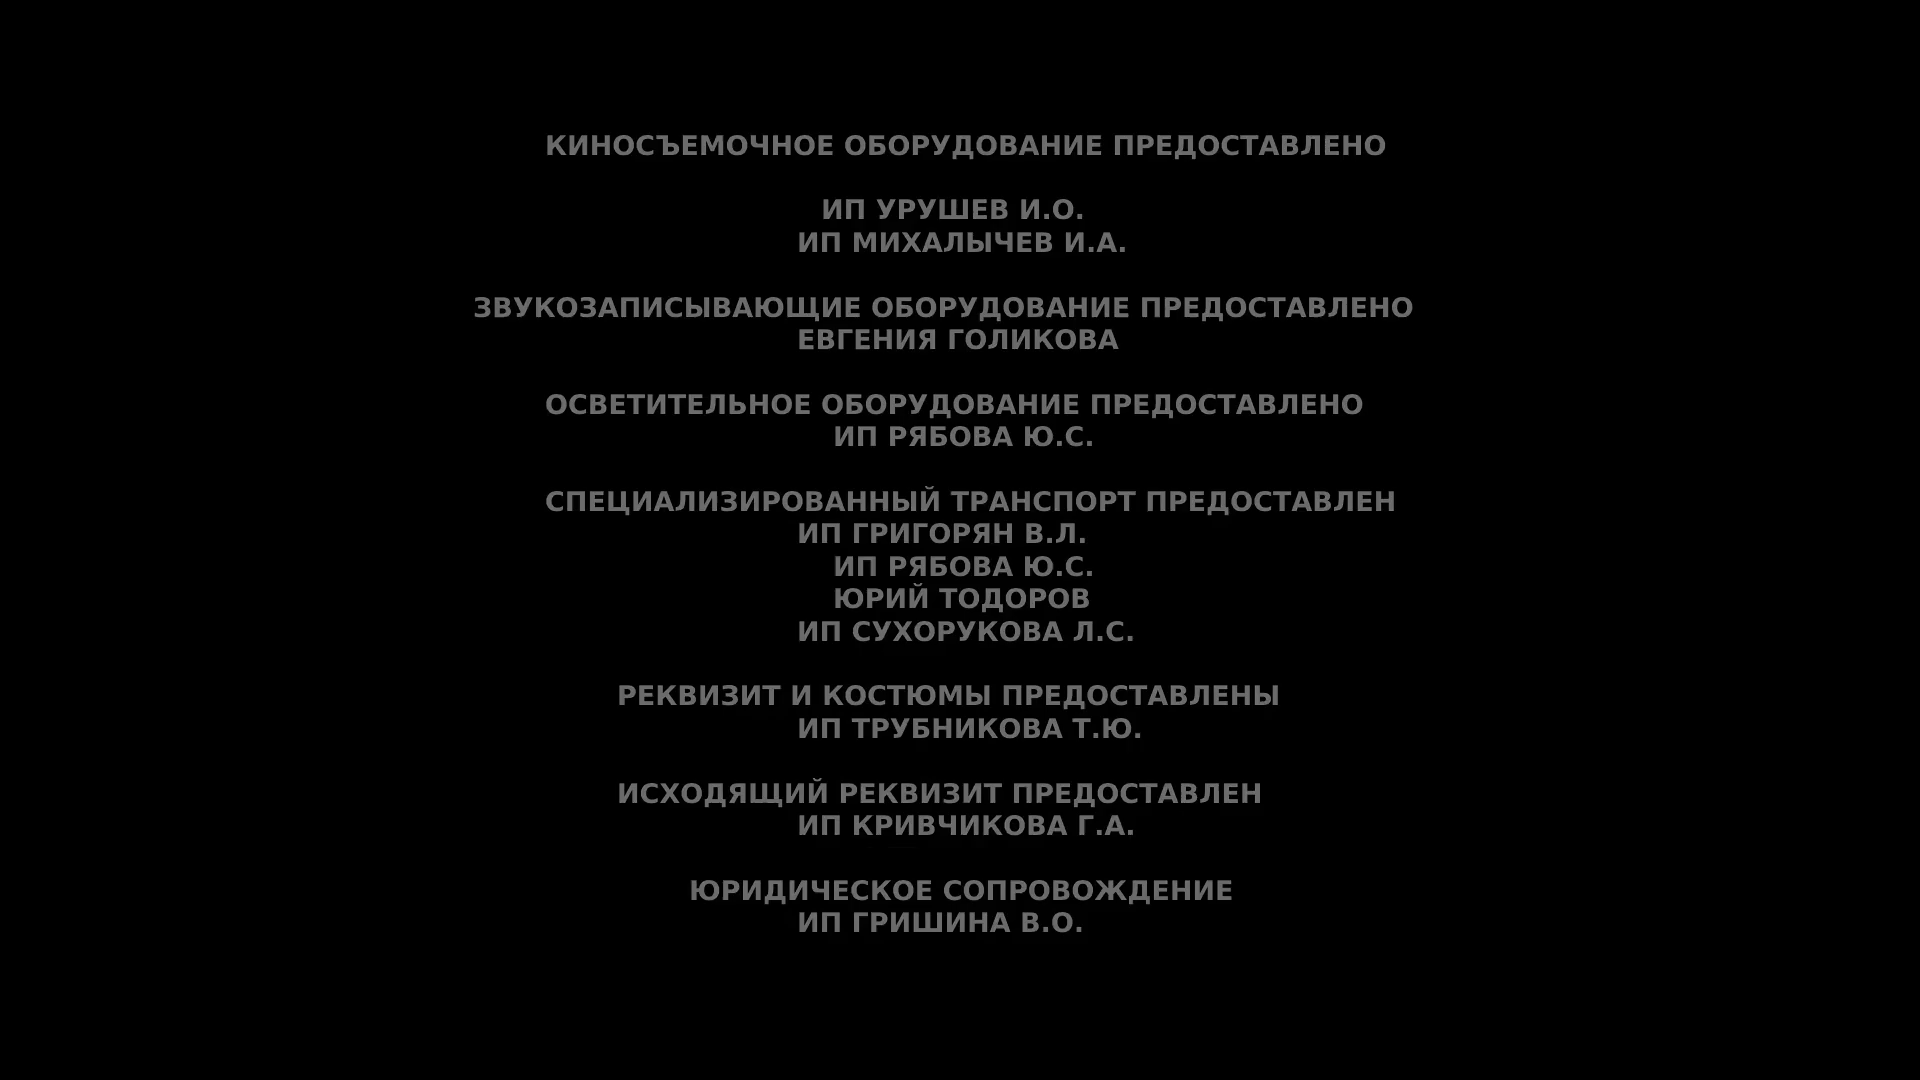 КИНОСЪЕМОЧНОЕ ОБОРУДОВАНИЕ ПРЕДОСТАВЛЕНО
ИП УРУШЕВ И.О.
ИП МИХАЛЫЧЕВ И.А.
ЗВУКОЗАПИСЫВАЮЩИЕ ОБОРУДОВАНИЕ ПРЕДОСТАВЛЕНО
ЕВГЕНИЯ ГОЛИКОВА
ОСВЕТИТЕЛЬНОЕ ОБОРУДОВАНИЕ ПРЕДОСТАВЛЕНО
ИП РЯБОВА Ю.С.
СПЕЦИАЛИЗИРОВАННЫЙ ТРАНСПОРТ ПРЕДОСТАВЛЕН
ИП ГРИГОРЯН В.Л.
ИП РЯБОВА Ю.С.
ЮРИЙ ТОДОРОВ
ИП СУХОРУКОВА Л.С.
РЕКВИЗИТ И КОСТЮМЫ ПРЕДОСТАВЛЕНЫ
ИП ТРУБНИКОВА Т.Ю.
ИСХОДЯЩИЙ РЕКВИЗИТ ПРЕДОСТАВЛЕН
ИП КРИВЧИКОВА Г.А.
ЮРИДИЧЕСКОЕ СОПРОВОЖДЕНИЕ
ИП ГРИШИНА В.О.